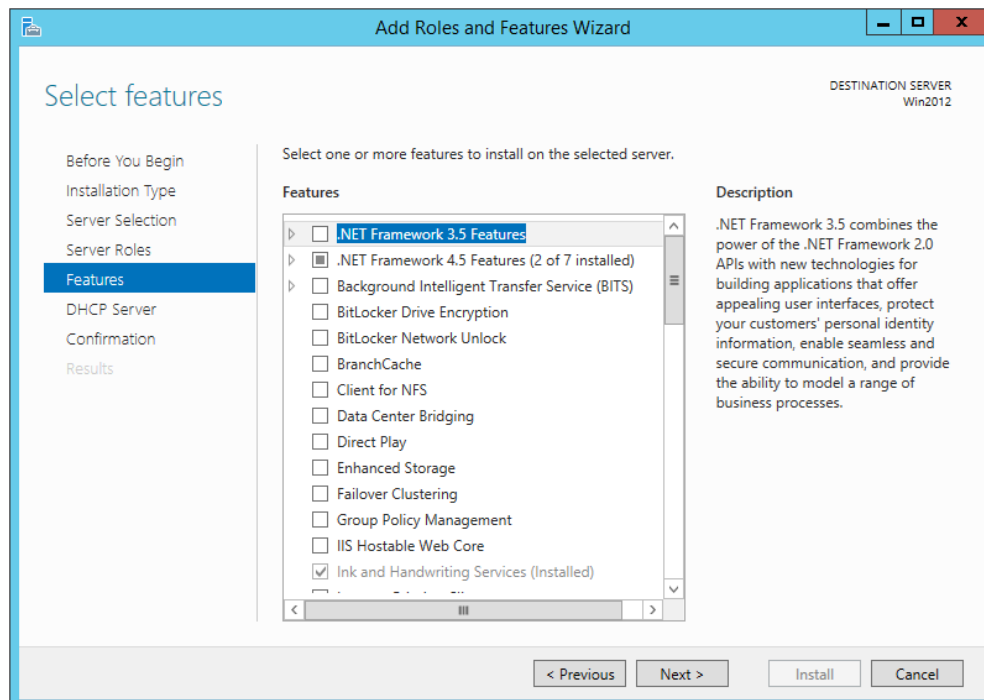 Add Roles and Features Wizard
Select features
DESTINATION SERVER
Win2012
Before You Begin
Installation Type
Server Selection
Server Roles
Features
DHCP Server
Confirmation
Results
Select one or more features to install on the selected server.
Features
.NET Framework 3.5 Features
.NET Framework 4.5 Features (2 of 7 installed)
Background Intelligent Transfer Service (BITS)
BitLocker Drive Encryption
BitLocker Network Unlock
BranchCache
Client for NFS
Data Center Bridging
Direct Play
Enhanced Storage
Failover Clustering
Group Policy Management
IIS Hostable Web Core
Ink and Handwriting Services (Installed)
Description
.NET Framework 3.5 combines the
power of the .NET Framework 2.0
APIs with new technologies for
building applications that offer
appealing user interfaces, protect
your customers' personal identity
information, enable seamless and
secure communication, and provide
the ability to model a range of
business processes.
< Previous
Next >
Install
Cancel